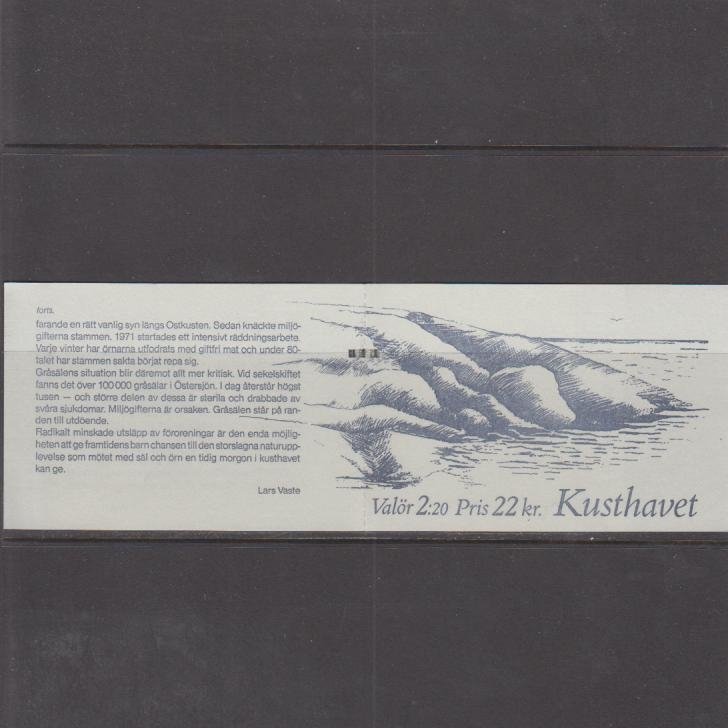 forts.
farande en rätt vanlig syn längs Ostkusten. Sedan knäckte miljö-
gifterna stammen. 1971 startades ett intensivt räddningsarbete.
Varje vinter har örnarna utfodrats med giftfri mat och under 80-
talet har stammen sakta börjat repa sig.
Gråsälens situation blir däremot allt mer kritisk. Vid sekelskiftet
fanns det över 100 000 gråsälar i Östersjön. I dag återstår högst
tusen — och större delen av dessa är sterila och drabbade av
svåra sjukdomar. Miljögifterna är orsaken. Gråsälen står på ran-
den till utdöende.
Radikalt minskade utsläpp av föroreningar är den enda möjlig-
heten att ge framtidens barn chansen till den storslagna naturupp-
levelse som mötet med säl och örn en tidig morgon i kusthavet
kan ge.
Lars Vaste
Valör 2:20 Pris 22 kr. Kusthavet